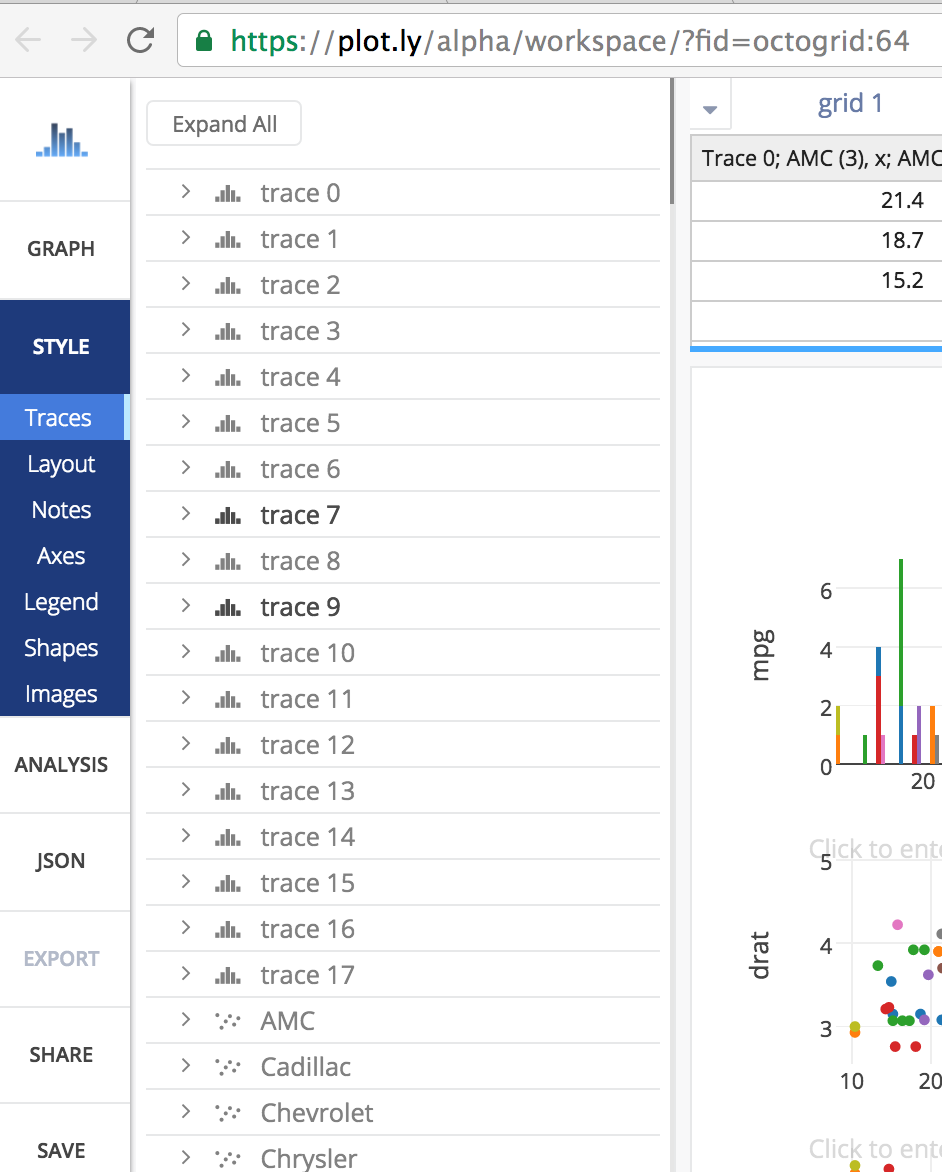 https://plot.ly/alpha/workspace/?fid=octogrid:64
GRAPH
STYLE
Traces
Layout
Notes
Axes
Legend
Shapes
Images
ANALYSIS
JSON
EXPORT
SHARE
SAVE
Expand All
trace 0
trace 1
trace 2
trace 3
trace 4
trace 5
trace 6
trace 7
trace 8
trace 9
trace 10
trace 11
trace 12
trace 13
trace 14
trace 15
trace 16
trace 17
AMC
Cadillac
Chevrolet
Chrysler
grid 1
Trace 0; AMC (3), x; AMC
21.4
18.7
15.2
mpg
6
4
2
0
20
Click to ente
drat
5
4
3
10 20
Click to ente